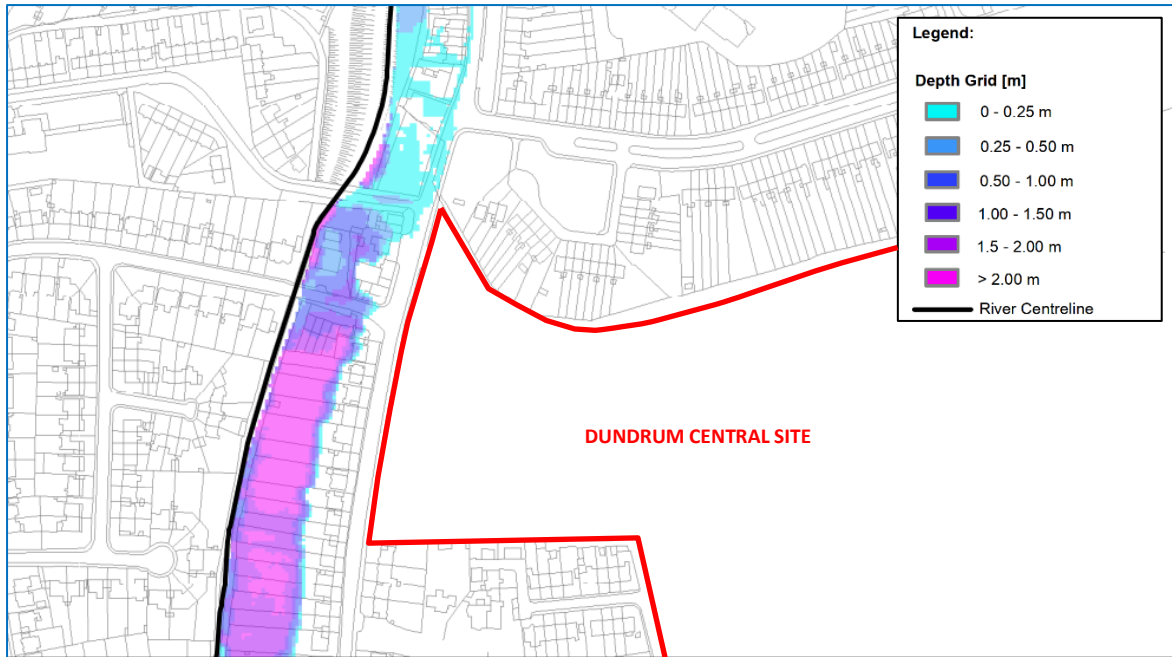 Legend:
Depth Grid [m]
0 - 0.25 m
0.25 - 0.50 m
0.50 - 1.00 m
1.00 - 1.50 m
1.5 - 2.00 m
> 2.00 m
River Centreline
DUNDRUM CENTRAL SITE